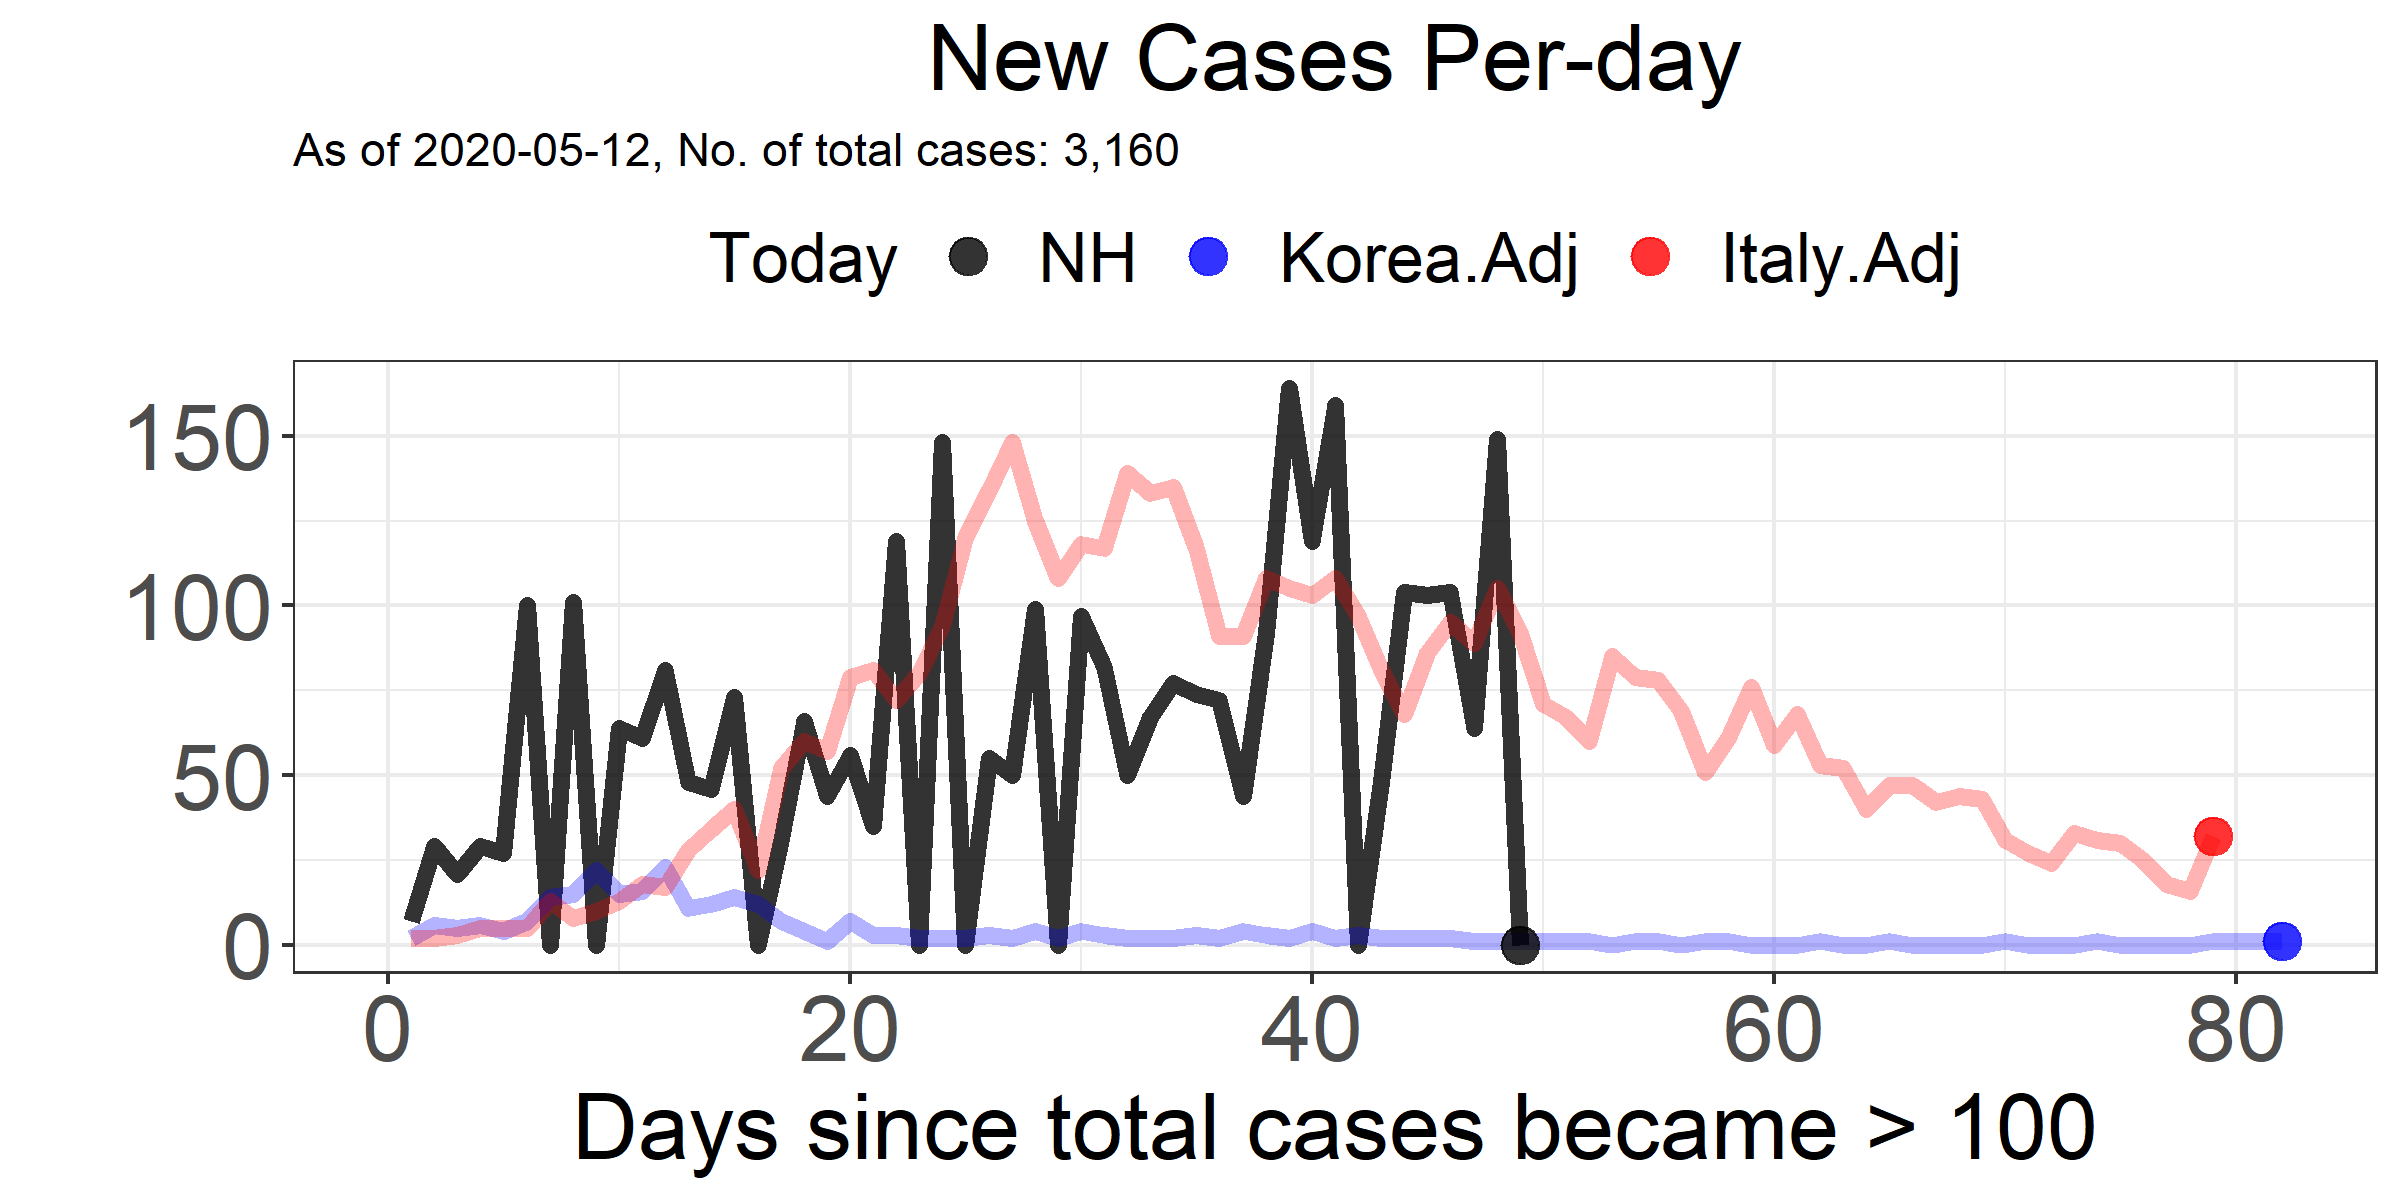 New Cases Per-day
As of 2020-05-12, No. of total cases: 3,160
Today NH Korea.Adj Italy.Adj
150
100
50
0
0 20 40 60 80
Days since total cases became > 100